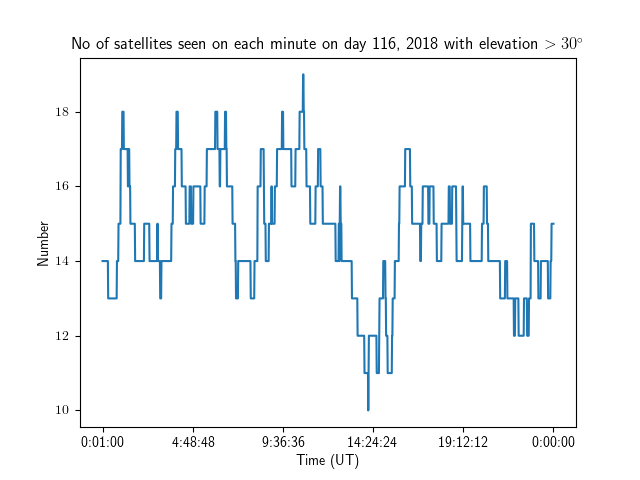 No of satellites seen on each minute on day 116, 2018 with elevation > 30°
Number
18
16
14
12
10
0:01:00 4:48:48 9:36:36 14:24:24 19:12:12 0:00:00
Time (UT)